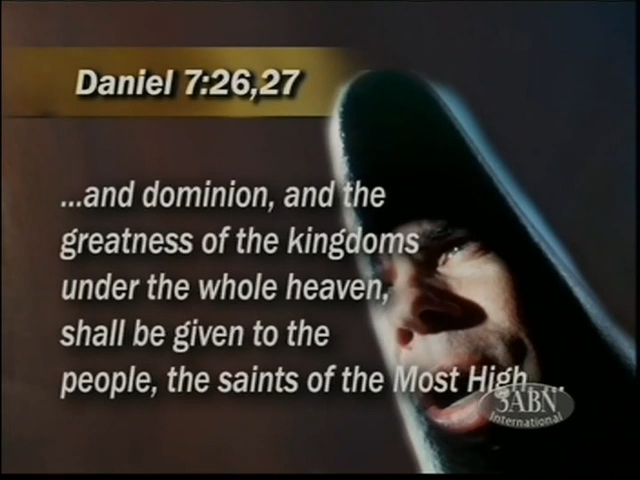 Daniel 7:26,27
...and dominion, and the
greatness of the kingdoms
under the whole heaven,
shall be given to the
people, the saints of the Most High...
3ABN
International